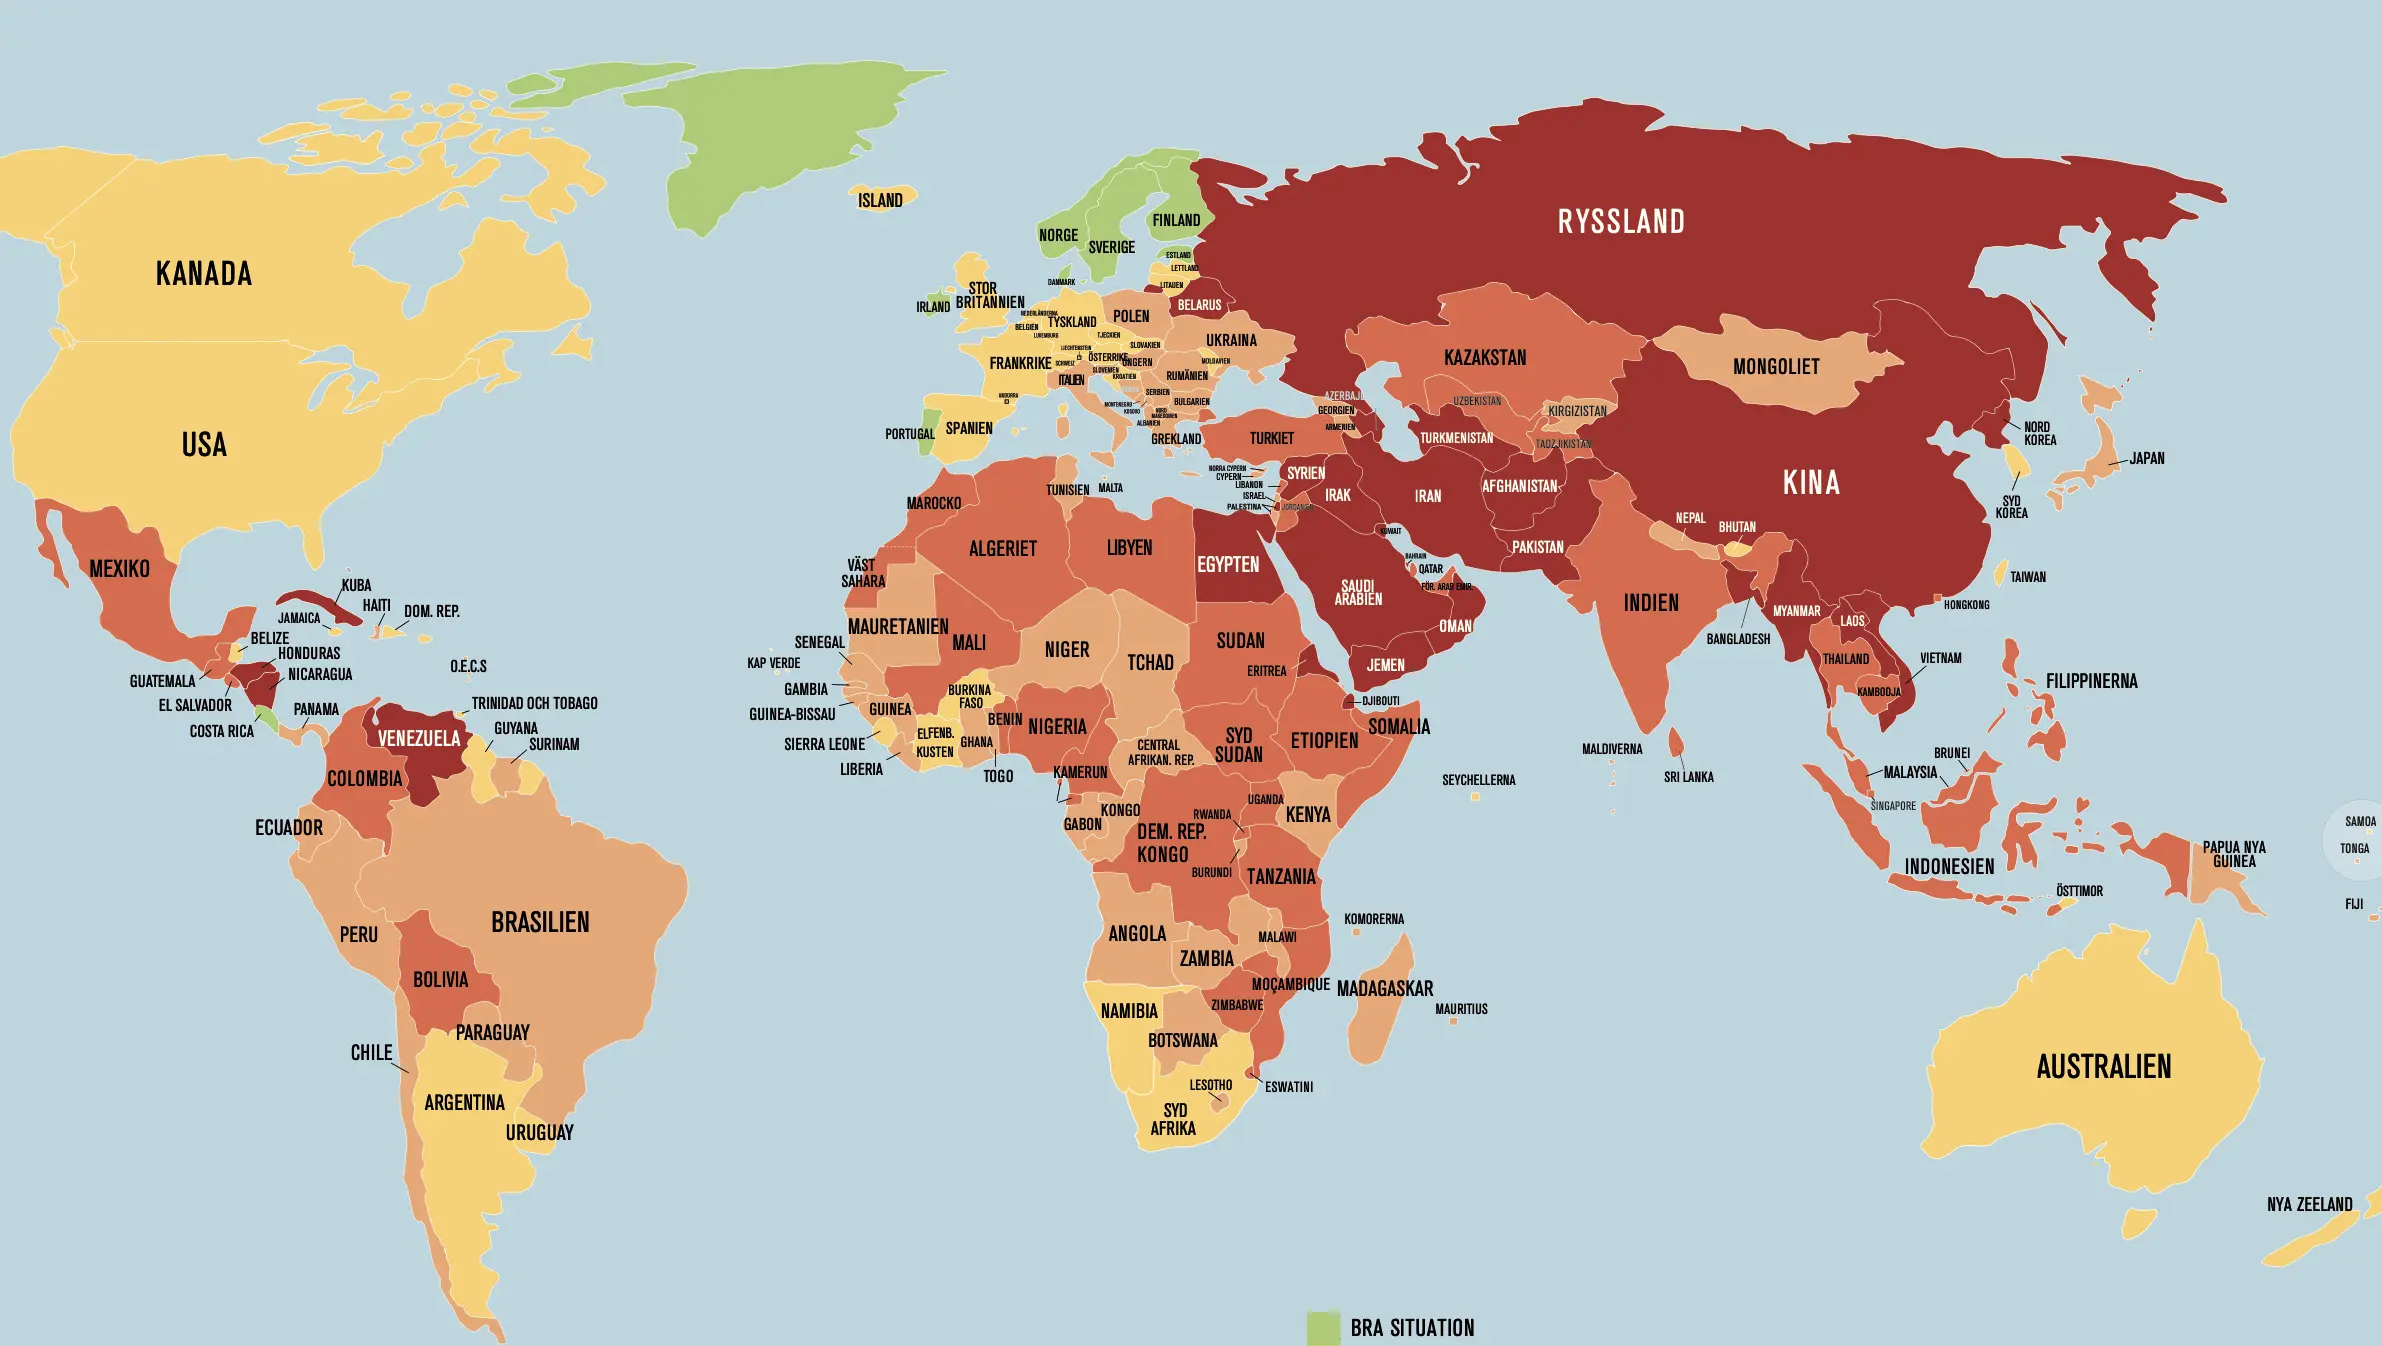 ISLAND
FINLAND
NORGE
SVERIGE
RYSSLAND
ESTLAND
LETTLAND
LITAUEN
DANMARK
KANADA
STOR
BRITANNIEN
IRLAND
BELARUS
NEDERLÄNDERNA
TYSKLAND
POLEN
BELGIEN
LUXEMBURG
TJECKIEN
UKRAINA
SLOVAKIEN
LIECHTENSTEIN
FRANKRIKE
SCHWEIZ
ÖSTERRIKE
UNGERN
MOLDAVIEN
SLOVENIEN
KROATIEN
ITALIEN
RUMÄNIEN
KAZAKSTAN
MONGOLIET
ANDORRA
SERBIEN
MONTENEGRO
KOSOVO
BULGARIEN
NORD
MAKEDONIEN
ALBANIEN
AZERBAJ
GEORGIEN
ARMENIEN
UZBEKISTAN
KIRGIZISTAN
TADZJIKISTAN
TURKMENISTAN
PORTUGAL
SPANIEN
GREKLAND
TURKIET
NORD
KOREA
USA
JAPAN
NORRA CYPERN
CYPERN
LIBANON
ISRAEL
PALESTINA
JORDANIEN
SYRIEN
IRAK
IRAN
AFGHANISTAN
KINA
SYD
KOREA
TUNISIEN
MALTA
MAROCKO
KUWAIT
NEPAL
BHUTAN
ALGERIET
LIBYEN
EGYPTEN
BAHRAIN
QATAR
FÖR. ARAB EMIR.
PAKISTAN
MEXIKO
VÄST
SAHARA
SAUDI
ARABIEN
TAIWAN
KUBA
HAITI
DOM. REP.
JAMAICA
INDIEN
MYANMAR
HONGKONG
BELIZE
HONDURAS
NICARAGUA
MAURETANIEN
MALI
NIGER
TCHAD
SUDAN
OMAN
BANGLADESH
LAOS
SENEGAL
KAP VERDE
O.E.C.S
ERITREA
JEMEN
THAILAND
VIETNAM
GUATEMALA
EL SALVADOR
COSTA RICA
PANAMA
TRINIDAD OCH TOBAGO
GUYANA
SURINAM
GAMBIA
GUINEA-BISSAU
GUINEA
BURKINA
FASO
BENIN
NIGERIA
DJIBOUTI
SOMALIA
KAMBODJA
FILIPPINERNA
VENEZUELA
SIERRA LEONE
LIBERIA
ELFENB.
KUSTEN
GHANA
TOGO
CENTRAL
AFRIKAN. REP.
SYD
SUDAN
ETIOPIEN
MALDIVERNA
SRI LANKA
BRUNEI
MALAYSIA
COLOMBIA
KAMERUN
SEYCHELLERNA
SINGAPORE
ECUADOR
GABON
KONGO
DEM. REP.
KONGO
RWANDA
UGANDA
KENYA
BURUNDI
TANZANIA
INDONESIEN
SAMOA
TONGA
PAPUA NYA
GUINEA
ÖSTTIMOR
FIJI
PERU
BRASILIEN
BOLIVIA
ANGOLA
ZAMBIA
MALAWI
KOMORERNA
MOÇAMBIQUE
MADAGASKAR
MAURITIUS
ZIMBABWE
NAMIBIA
BOTSWANA
PARAGUAY
CHILE
ARGENTINA
URUGUAY
LESOTHO
ESWATINI
SYD
AFRIKA
AUSTRALIEN
NYA ZEELAND
BRA SITUATION